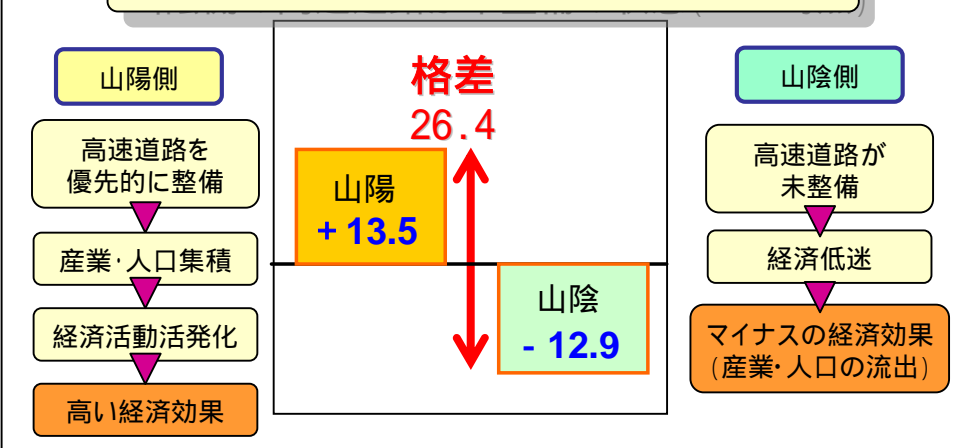 山陽側
高速道路を
優先的に整備
産業・人口集積
経済活動活発化
高い経済効果
格差
26.4
山陽
+ 13.5
山陰
- 12.9
山陰側
高速道路が
未整備
経済低迷
マイナスの経済効果
(産業・人口の流出)